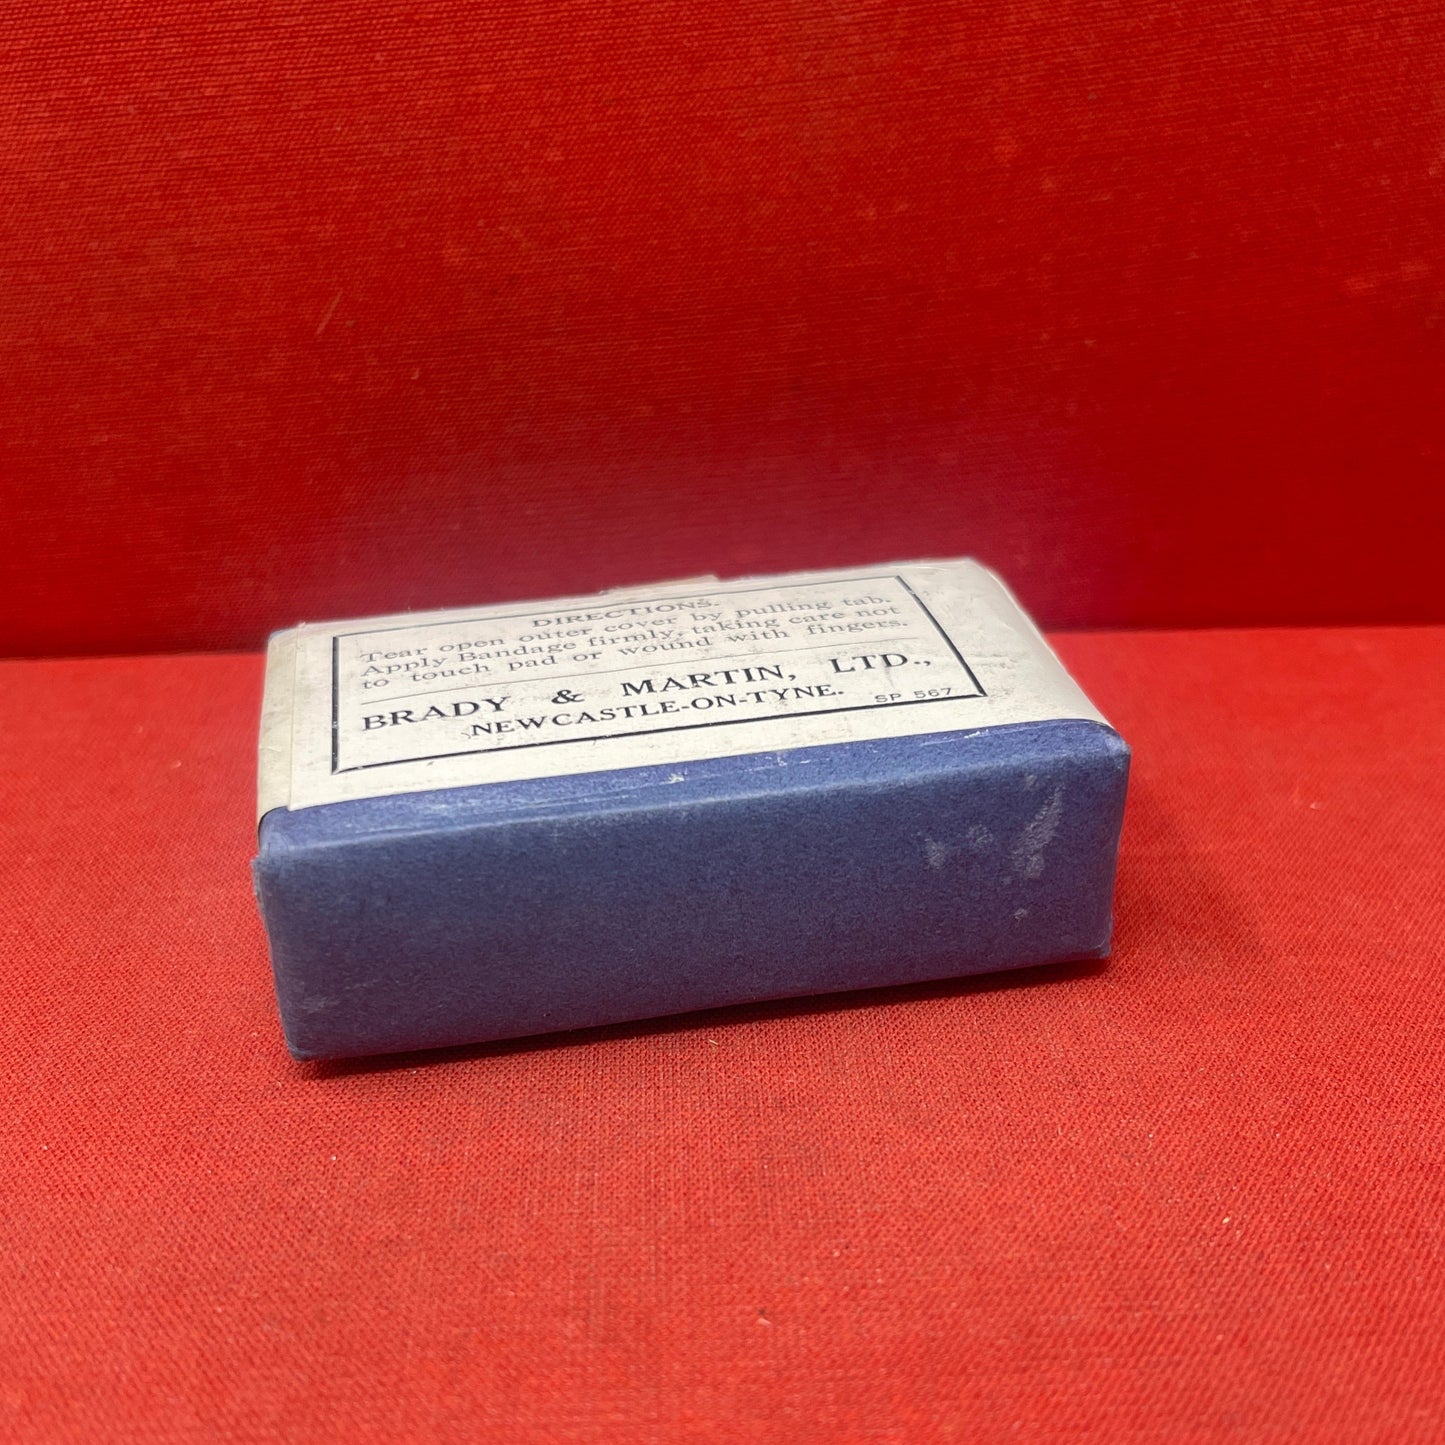 DIRECTIONS.
Tear open outer cover by pulling tab.
Apply Bandage firmly, taking care not
to touch pad or wound with fingers.
BRADY & MARTIN, LTD.,
NEWCASTLE-ON-TYNE.
SP 567